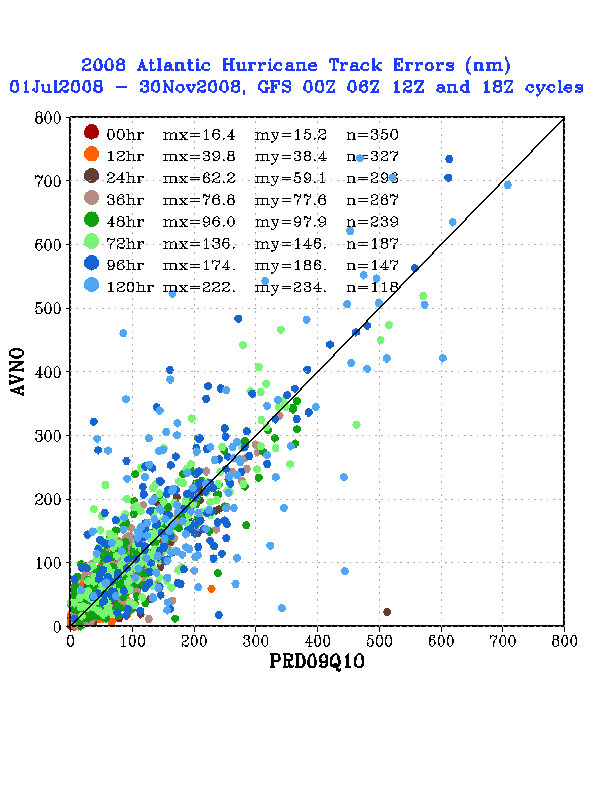 2008 Atlantic Hurricane Track Errors (nm)
01Jul2008 – 30Nov2008, GFS 00Z 06Z 12Z and 18Z cycles
800
00hr mx=16.4 my=15.2 n=350
12hr mx=39.8 my=38.4 n=327
24hr mx=62.2 my=59.1
700
36hr mx=76.8 my=77.6 n=267
48hr mx=96.0 my=97.9 n=239
72hr mx=136. my=146. n=187
600
96hr mx=174. my=186. n=147
120hr mx=222. my=234. n=118
500
400
AVNO
300
200
100
0
0 100 200 300 400 500 600 700 800
PRD09Q1O